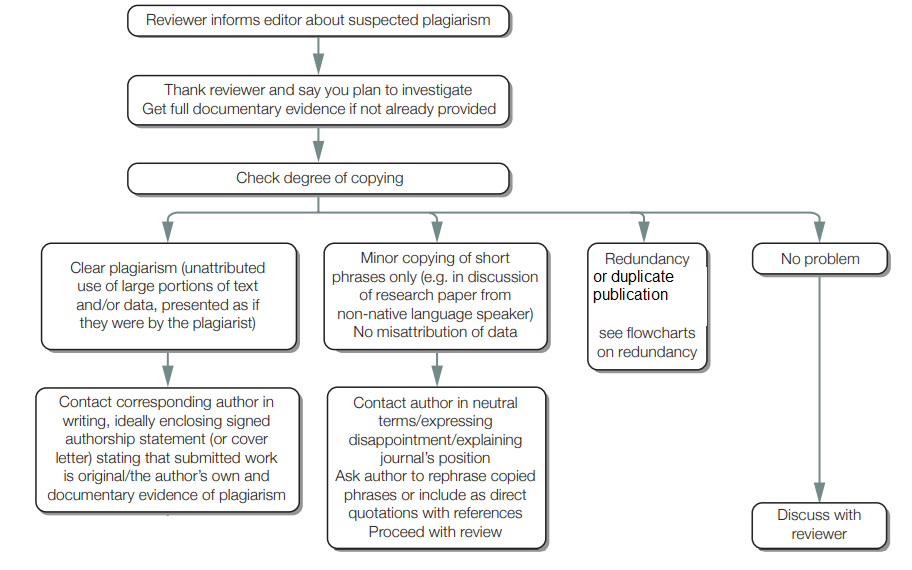 Reviewer informs editor about suspected plagiarism
Thank reviewer and say you plan to investigate
Get full documentary evidence if not already provided
Check degree of copying
Clear plagiarism (unattributed
use of large portions of text
and/or data, presented as if
they were by the plagiarist)
Minor copying of short
phrases only (e.g. in discussion
of research paper from
non-native language speaker)
No misattribution of data
Redundancy
or duplicate
publication
see flowcharts
on redundancy
No problem
Contact corresponding author in
writing, ideally enclosing signed
authorship statement (or cover
letter) stating that submitted work
is original/the author's own and
documentary evidence of plagiarism
Contact author in neutral
terms/expressing
disappointment/explaining
journal's position
Ask author to rephrase copied
phrases or include as direct
quotations with references
Proceed with review
Discuss with
reviewer